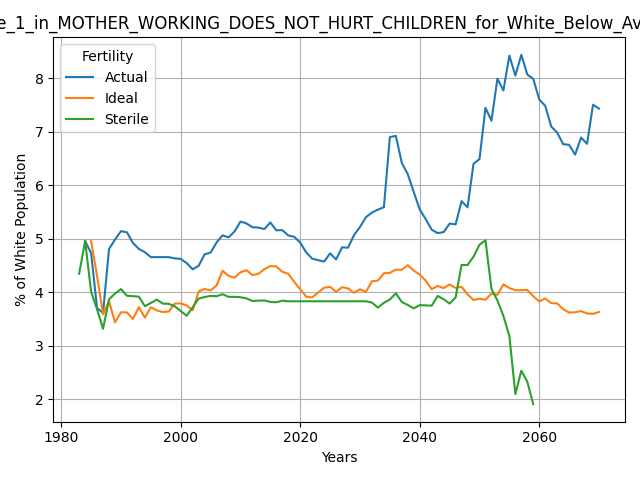 e_1_in_MOTHER_WORKING_DOES_NOT_HURT_CHILDREN_for_White_Below_Av
Fertility
Actual
Ideal
Sterile
% of White Population
8
7
6
5
4
3
2
1980 2000 2020 2040 2060
Years